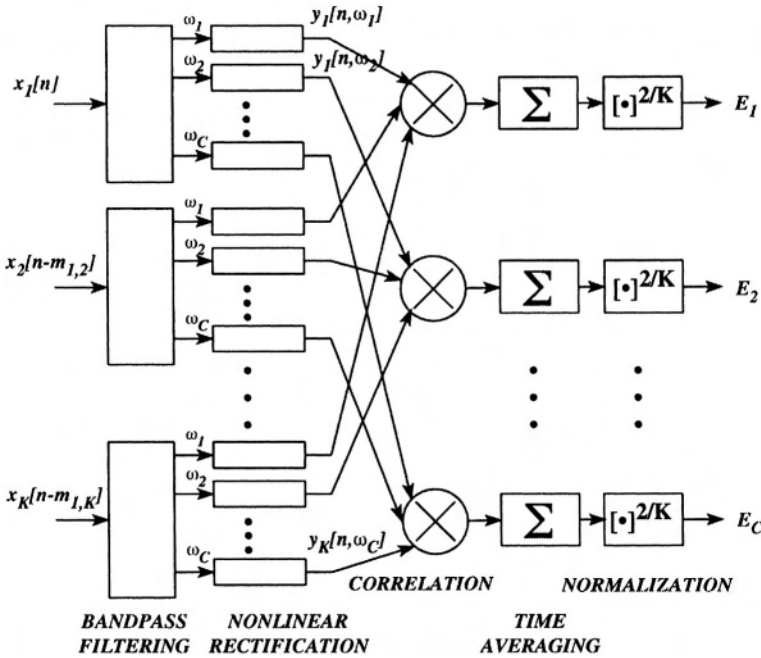 ω1
y1[n,ω1]
x1[n]
ω2
y1[n,ω2]
Σ
[•]2/K
E1
ωC
ω1
x2[n-m1,2]
ω2
Σ
[•]2/K
E2
ωC
ω1
xK[n-m1,K]
ω2
Σ
[•]2/K
EC
ωC
yK[n,ωC]
CORRELATION
NORMALIZATION
BANDPASS
FILTERING
NONLINEAR
RECTIFICATION
TIME
AVERAGING